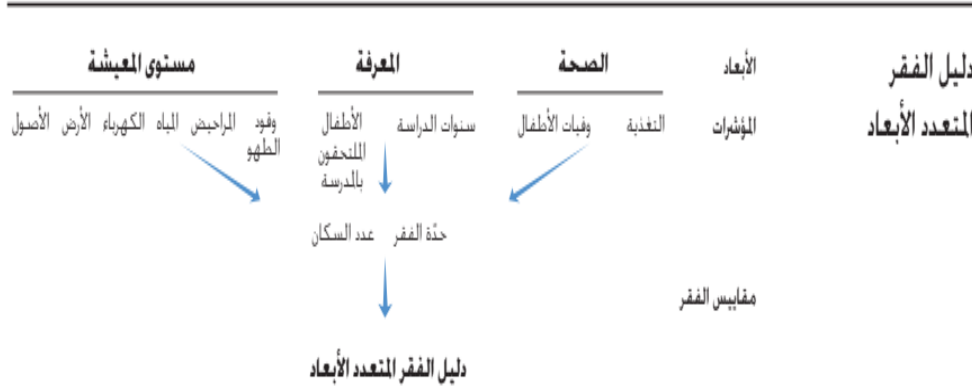 دليل الفقر
المتعدد الأبعاد
الأبعاد
الصحة
المعرفة
مستوى المعيشة
المؤشرات
التغذية
وفيات الأطفال
سنوات الدراسة
الأطفال
الملتحقون
بالمدرسة
وقود
الطهو
المراحيض
المياه
الكهرباء
الأرض
الأصول
حدّة الفقر
عدد السكان
مقاييس الفقر
دليل الفقر المتعدد الأبعاد